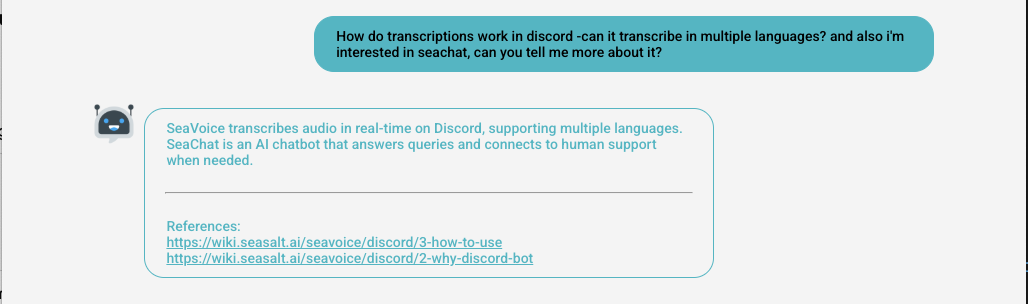 How do transcriptions work in discord -can it transcribe in multiple languages? and also i'm
interested in seachat, can you tell me more about it?
SeaVoice transcribes audio in real-time on Discord, supporting multiple languages.
SeaChat is an AI chatbot that answers queries and connects to human support
when needed.
References:
https://wiki.seasalt.ai/seavoice/discord/3-how-to-use
https://wiki.seasalt.ai/seavoice/discord/2-why-discord-bot